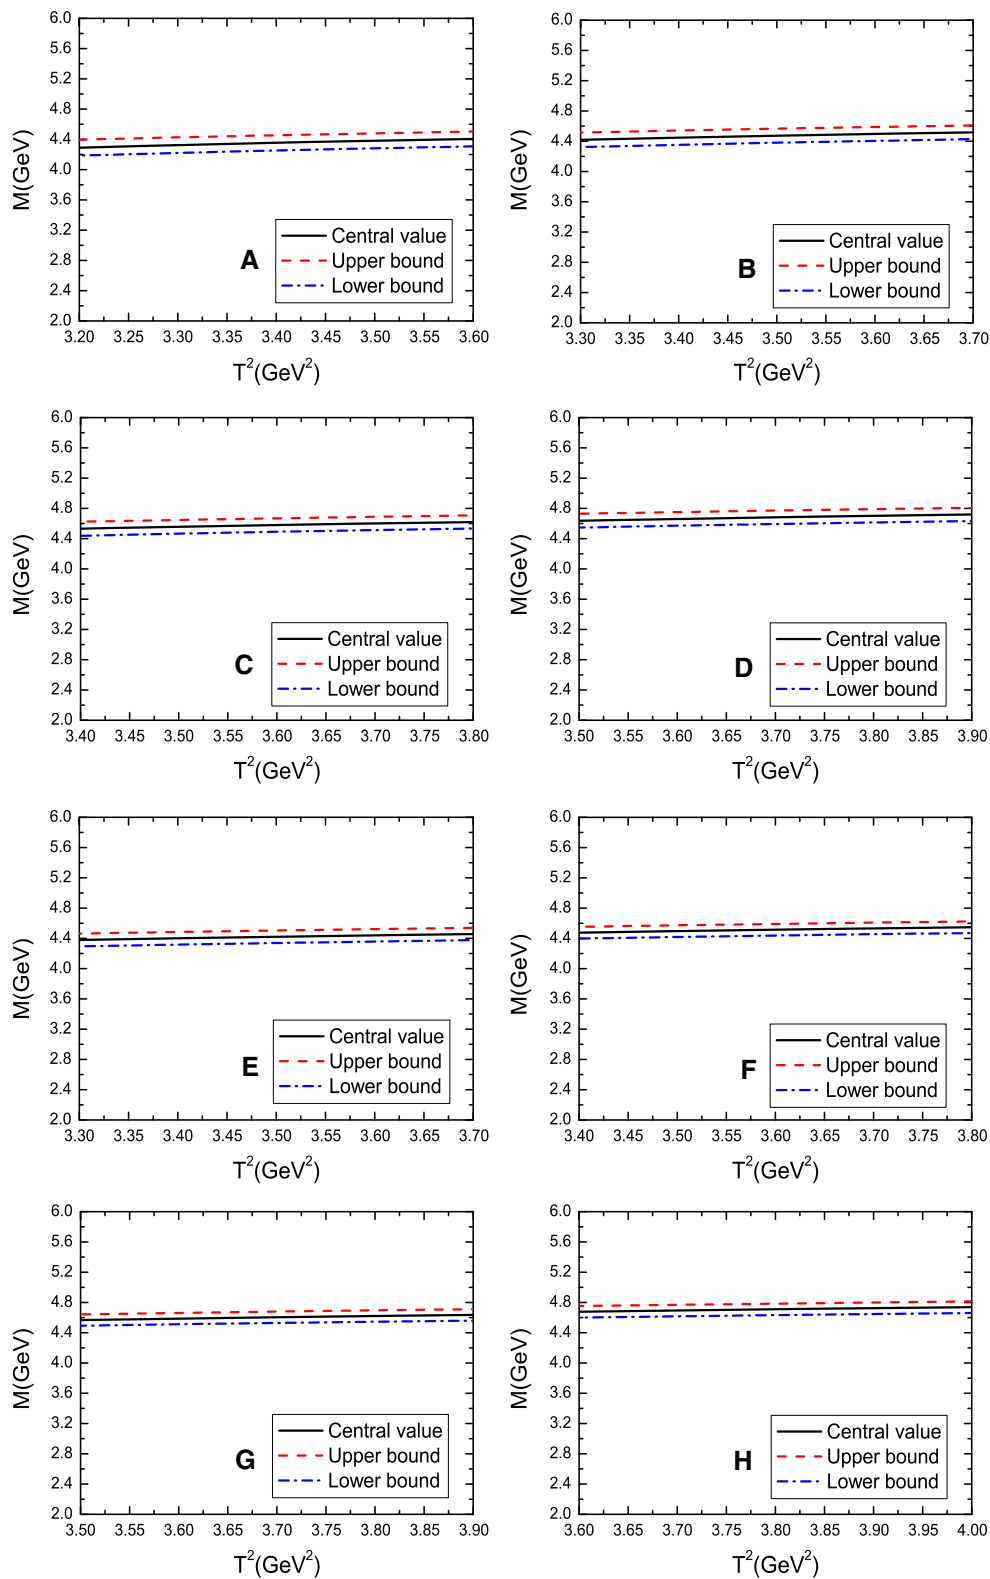 6.0
5.6
5.2
4.8
4.4
4.0
3.6
3.2
2.8
2.4
2.0
M(GeV)
A
Central value
Upper bound
Lower bound
3.20 3.25 3.30 3.35 3.40 3.45 3.50 3.55 3.60
T²(GeV²)
6.0
5.6
5.2
4.8
4.4
4.0
3.6
3.2
2.8
2.4
2.0
M(GeV)
B
Central value
Upper bound
Lower bound
3.30 3.35 3.40 3.45 3.50 3.55 3.60 3.65 3.70
T²(GeV²)
6.0
5.6
5.2
4.8
4.4
4.0
3.6
3.2
2.8
2.4
2.0
M(GeV)
C
Central value
Upper bound
Lower bound
3.40 3.45 3.50 3.55 3.60 3.65 3.70 3.75 3.80
T²(GeV²)
6.0
5.6
5.2
4.8
4.4
4.0
3.6
3.2
2.8
2.4
2.0
M(GeV)
D
Central value
Upper bound
Lower bound
3.50 3.55 3.60 3.65 3.70 3.75 3.80 3.85 3.90
T²(GeV²)
6.0
5.6
5.2
4.8
4.4
4.0
3.6
3.2
2.8
2.4
2.0
M(GeV)
E
Central value
Upper bound
Lower bound
3.30 3.35 3.40 3.45 3.50 3.55 3.60 3.65 3.70
T²(GeV²)
6.0
5.6
5.2
4.8
4.4
4.0
3.6
3.2
2.8
2.4
2.0
M(GeV)
F
Central value
Upper bound
Lower bound
3.40 3.45 3.50 3.55 3.60 3.65 3.70 3.75 3.80
T²(GeV²)
6.0
5.6
5.2
4.8
4.4
4.0
3.6
3.2
2.8
2.4
2.0
M(GeV)
G
Central value
Upper bound
Lower bound
3.50 3.55 3.60 3.65 3.70 3.75 3.80 3.85 3.90
T²(GeV²)
6.0
5.6
5.2
4.8
4.4
4.0
3.6
3.2
2.8
2.4
2.0
M(GeV)
H
Central value
Upper bound
Lower bound
3.60 3.65 3.70 3.75 3.80 3.85 3.90 3.95 4.00
T²(GeV²)